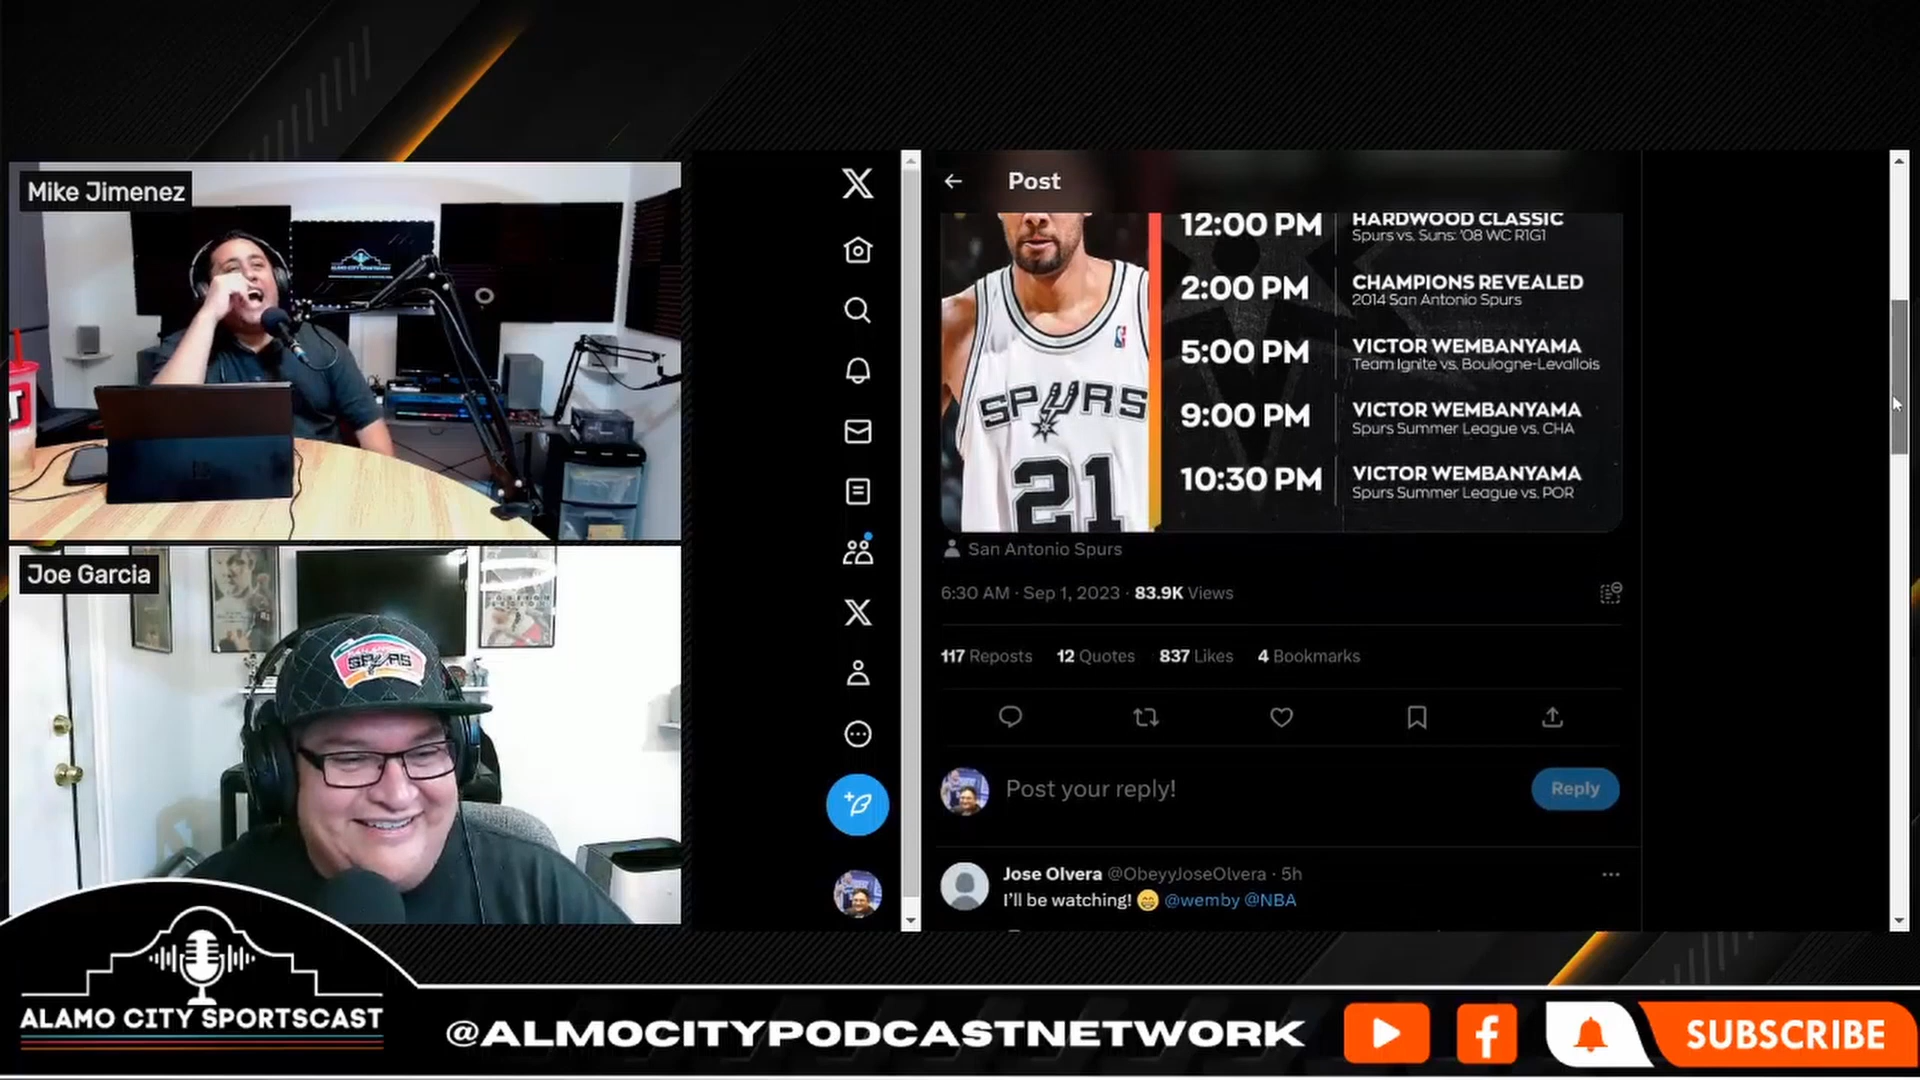 Mike Jimenez
Joe Garcia
SPURS
Post
12:00 PM
HARDWOOD CLASSIC
Spurs vs. Suns: '08 WC R1G1
2:00 PM
CHAMPIONS REVEALED
2014 San Antonio Spurs
5:00 PM
VICTOR WEMBANYAMA
Team Ignite vs. Boulogne-Levallois
9:00 PM
VICTOR WEMBANYAMA
Spurs Summer League vs. CHA
10:30 PM
VICTOR WEMBANYAMA
Spurs Summer League vs. POR
SPURS
21
San Antonio Spurs
6:30 AM · Sep 1, 2023 · 83.9K Views
117 Reposts 12 Quotes 837 Likes 4 Bookmarks
Post your reply!
Reply
Jose Olvera @ObeyyJoseOlvera · 5h
I'll be watching! 😁 @wemby @NBA
ALAMO CITY SPORTSCAST
@ALMOCITYPODCASTNETWORK
SUBSCRIBE